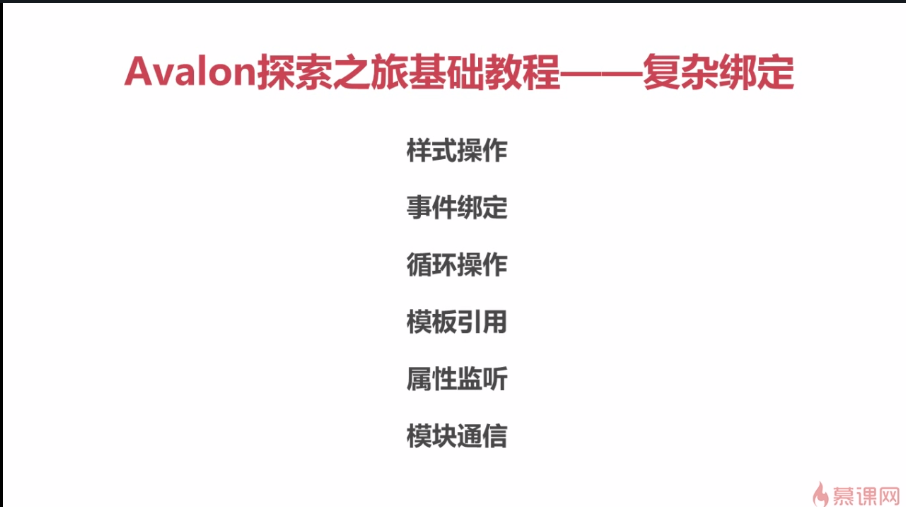 Avalon探索之旅基础教程——复杂绑定
样式操作
事件绑定
循环操作
模板引用
属性监听
模块通信
慕课网